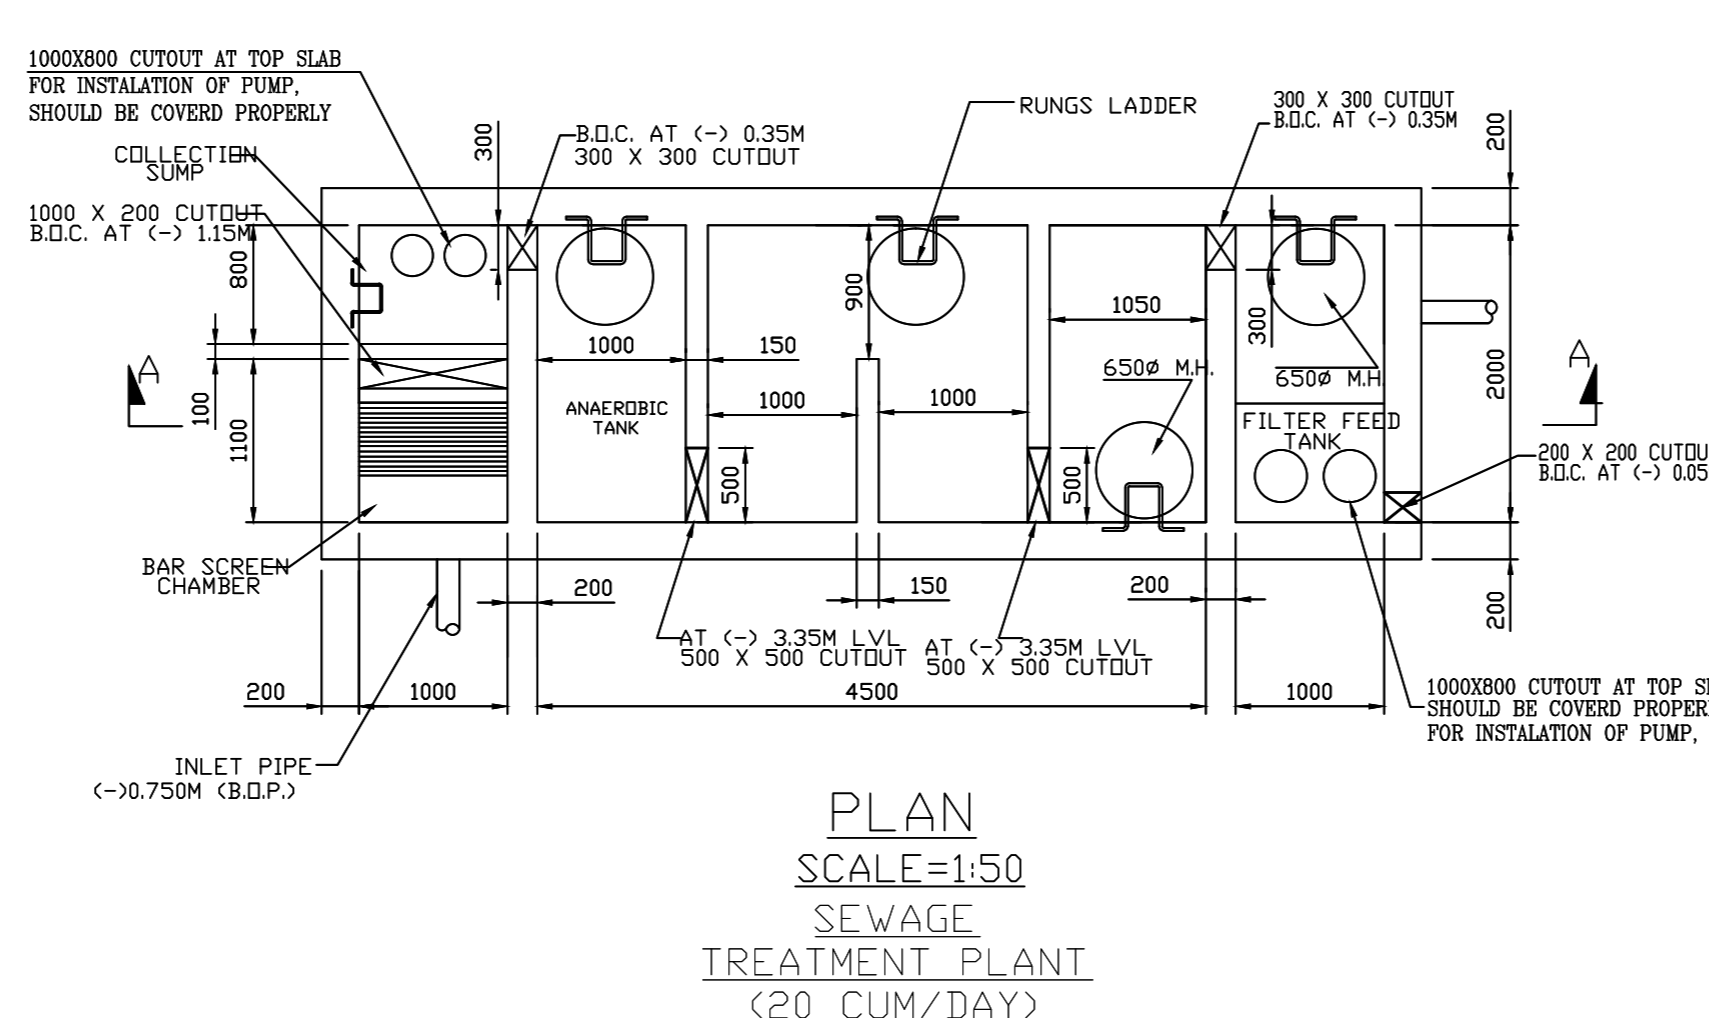 1000X800 CUTOUT AT TOP SLAB
FOR INSTALATION OF PUMP,
SHOULD BE COVERD PROPERLY
COLLECTION
SUMP
1000 X 200 CUTOUT
B.O.C. AT (-) 1.15M
300
B.O.C. AT (-) 0.35M
300 X 300 CUTOUT
RUNGS LADDER
300 X 300 CUTOUT
B.O.C. AT (-) 0.35M
200
800
900
1050
300
2000
1000
150
650Ø M.H.
650Ø M.H.
A
A
100
1100
ANAEROBIC
TANK
1000
1000
FILTER FEED
TANK
500
500
200 X 200 CUTOU
B.O.C. AT (-) 0.05
BAR SCREEN
CHAMBER
200
150
200
200
AT (-) 3.35M LVL
500 X 500 CUTOUT
AT (-) 3.35M LVL
500 X 500 CUTOUT
200
1000
4500
1000
1000X800 CUTOUT AT TOP
SHOULD BE COVERD PROPER
FOR INSTALATION OF PUMP,
INLET PIPE
(-)0.750M (B.O.P.)
PLAN
SCALE=1:50
SEWAGE
TREATMENT PLANT
(20 CUM/DAY)